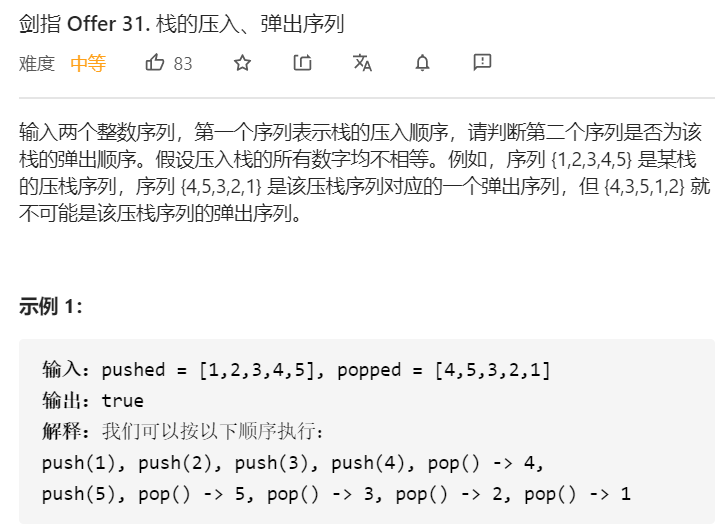 剑指 Offer 31. 栈的压入、弹出序列
难度 中等 83
输入两个整数序列，第一个序列表示栈的压入顺序，请判断第二个序列是否为该
栈的弹出顺序。假设压入栈的所有数字均不相等。例如，序列 {1,2,3,4,5} 是某栈
的压栈序列，序列 {4,5,3,2,1} 是该压栈序列对应的一个弹出序列，但 {4,3,5,1,2} 就
不可能是该压栈序列的弹出序列。
示例 1：
输入：pushed = [1,2,3,4,5], popped = [4,5,3,2,1]
输出：true
解释：我们可以按以下顺序执行：
push(1), push(2), push(3), push(4), pop() -> 4,
push(5), pop() -> 5, pop() -> 3, pop() -> 2, pop() -> 1